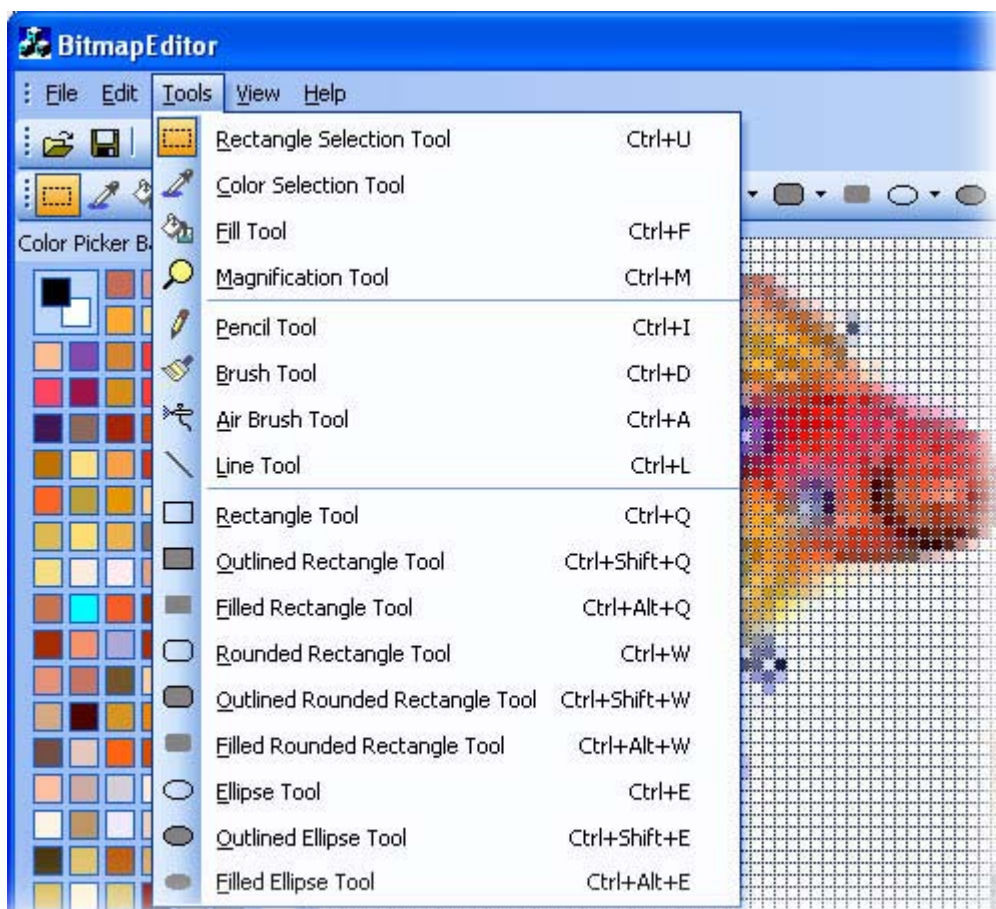 BitmapEditor
File Edit Tools View Help
Rectangle Selection Tool Ctrl+U
Color Selection Tool
Fill Tool Ctrl+F
Color Picker B
Magnification Tool Ctrl+M
Pencil Tool Ctrl+I
Brush Tool Ctrl+D
Air Brush Tool Ctrl+A
Line Tool Ctrl+L
Rectangle Tool Ctrl+Q
Outlined Rectangle Tool Ctrl+Shift+Q
Filled Rectangle Tool Ctrl+Alt+Q
Rounded Rectangle Tool Ctrl+W
Outlined Rounded Rectangle Tool Ctrl+Shift+W
Filled Rounded Rectangle Tool Ctrl+Alt+W
Ellipse Tool Ctrl+E
Outlined Ellipse Tool Ctrl+Shift+E
Filled Ellipse Tool Ctrl+Alt+E